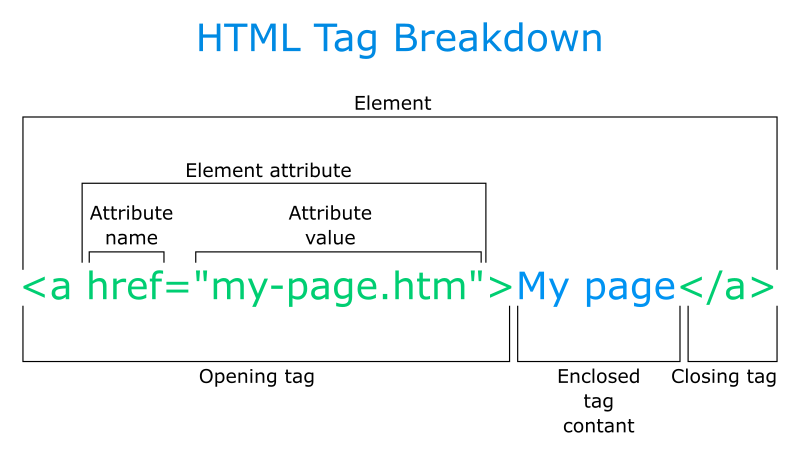 HTML Tag Breakdown
Element
Element attribute
Attribute
name
Attribute
value
<a href="my-page.htm">My page</a>
Opening tag
Enclosed
tag
contant
Closing tag